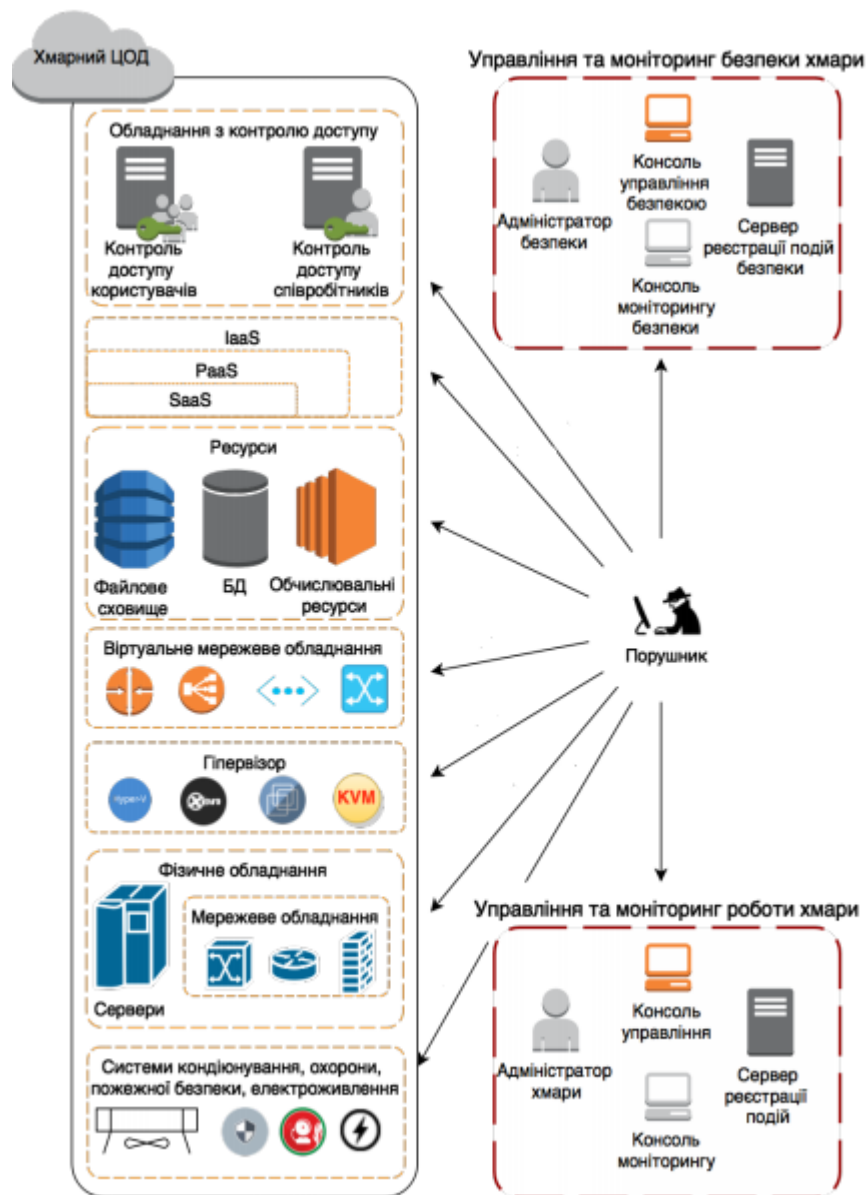 Хмарний ЦОД
Обладнання з контролю доступу
Контроль
доступу
користувачів
Контроль
доступу
співробітників
IaaS
PaaS
SaaS
Ресурси
Файлове
сховище
БД
Обчислювальні
ресурси
Віртуальне мережеве обладнання
Гіпервізор
Hyper-V
KVM
Фізичне обладнання
Мережеве обладнання
Сервери
Системи кондіюнування, охорони,
пожежної безпеки, електроживлення
Управління та моніторинг безпеки хмари
Адміністратор
безпеки
Консоль
управління
безпекою
Консоль
моніторингу
безпеки
Сервер
реєстрації подій
безпеки
Порушник
Управління та моніторинг роботи хмари
Адміністратор
хмари
Консоль
управління
Консоль
моніторингу
Сервер
реєстрації
подій